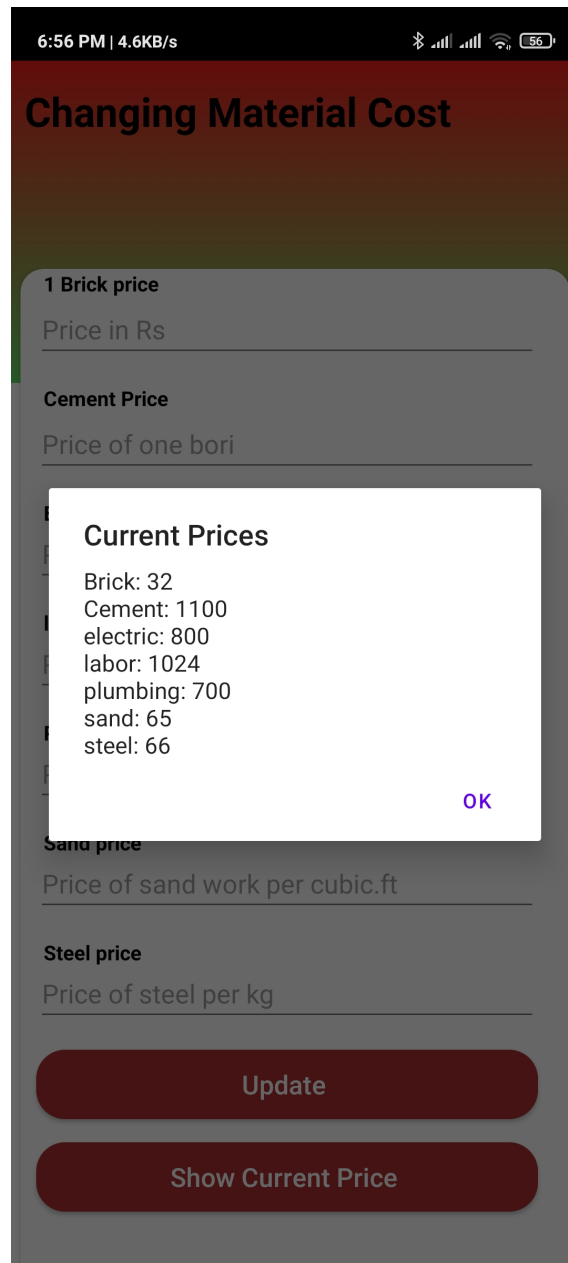 6:56 PM | 4.6KB/s 56
Changing Material Cost
1 Brick price
Price in Rs
Cement Price
Price of one bori
Current Prices
Brick: 32
Cement: 1100
electric: 800
labor: 1024
plumbing: 700
sand: 65
steel: 66
OK
Sand price
Price of sand work per cubic.ft
Steel price
Price of steel per kg
Update
Show Current Price